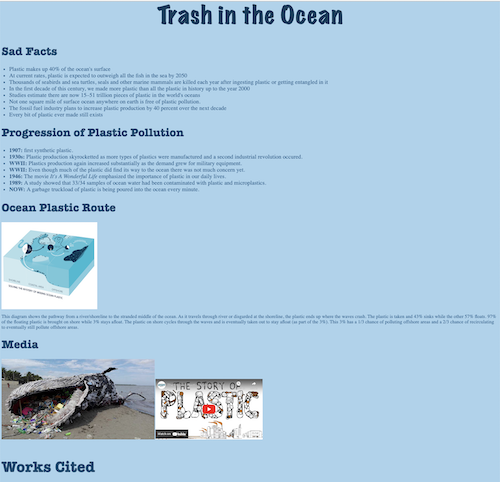 Trash in the Ocean
Sad Facts
Plastic makes up 40% of the ocean's surface
At current rates, plastic is expected to outweigh all the fish in the sea by 2050
Thousands of seabirds and sea turtles, seals and other marine mammals are killed each year after ingesting plastic or getting entangled in it
In the first decade of this century, we made more plastic than all the plastic in history up to the year 2000
Studies estimate there are now 15–51 trillion pieces of plastic in the world's oceans
Not one square mile of surface ocean anywhere on earth is free of plastic pollution.
The fossil fuel industry plans to increase plastic production by 40 percent over the next decade
Every bit of plastic ever made still exists
Progression of Plastic Pollution
1907: first synthetic plastic.
1930s: Plastic production skyrocketed as more types of plastics were manufactured and a second industrial revolution occured.
WWII: Plastics production again increased substantially as the demand grew for military equipment.
WWII: Even though much of the plastic did find its way to the ocean there was not much concern yet.
1946: The movie It's A Wonderful Life emphasized the importance of plastic in our daily lives.
1989: A study showed that 33/34 samples of ocean water had been contaminated with plastic and microplastics.
NOW: A garbage truckload of plastic is being poured into the ocean every minute.
Ocean Plastic Route
This diagram shows the pathway from a river/shoreline to the stranded middle of the ocean. As it travels through river or disgarded at the shoreline, the plastic ends up where the waves crash. The plastic is taken and 43% sinks while the other 57% floats. 97%
of the floating plastic is brought on shore while 3% stays afloat. The plastic on shore cycles through the waves and is eventually taken out to stay afloat (as part of the 3%). This 3% has a 1/3 chance of polluting offshore areas and a 2/3 chance of recirculating
to eventually still pollute offshore areas.
Media
THE STORY OF
PLASTIC
Watch on YouTube
Works Cited